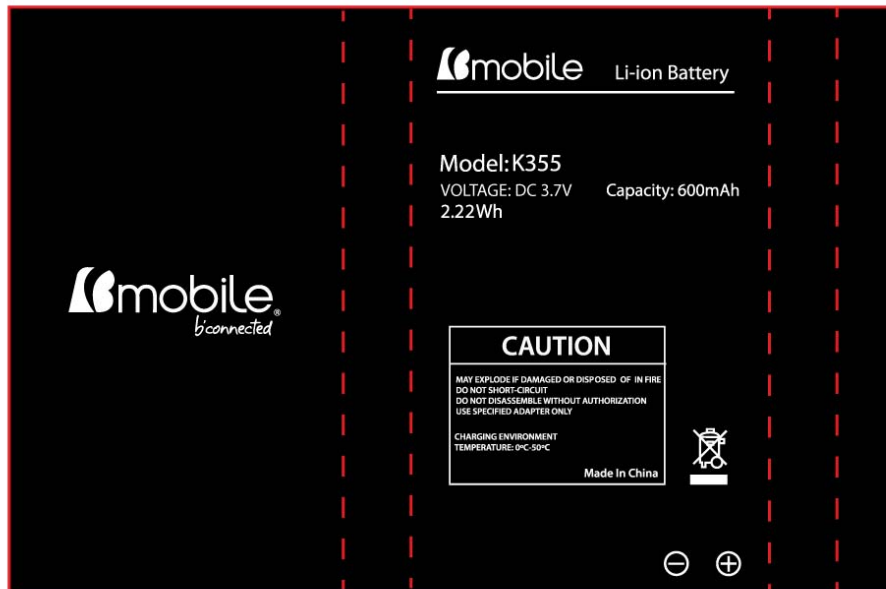 Bmobile®
b'connected
Bmobile Li-ion Battery
Model:K355
VOLTAGE: DC 3.7V Capacity: 600mAh
2.22Wh
CAUTION
MAY EXPLODE IF DAMAGED OR DISPOSED OF IN FIRE
DO NOT SHORT-CIRCUIT
DO NOT DISASSEMBLE WITHOUT AUTHORIZATION
USE SPECIFIED ADAPTER ONLY
CHARGING ENVIRONMENT
TEMPERATURE: 0ºC-50ºC
Made In China